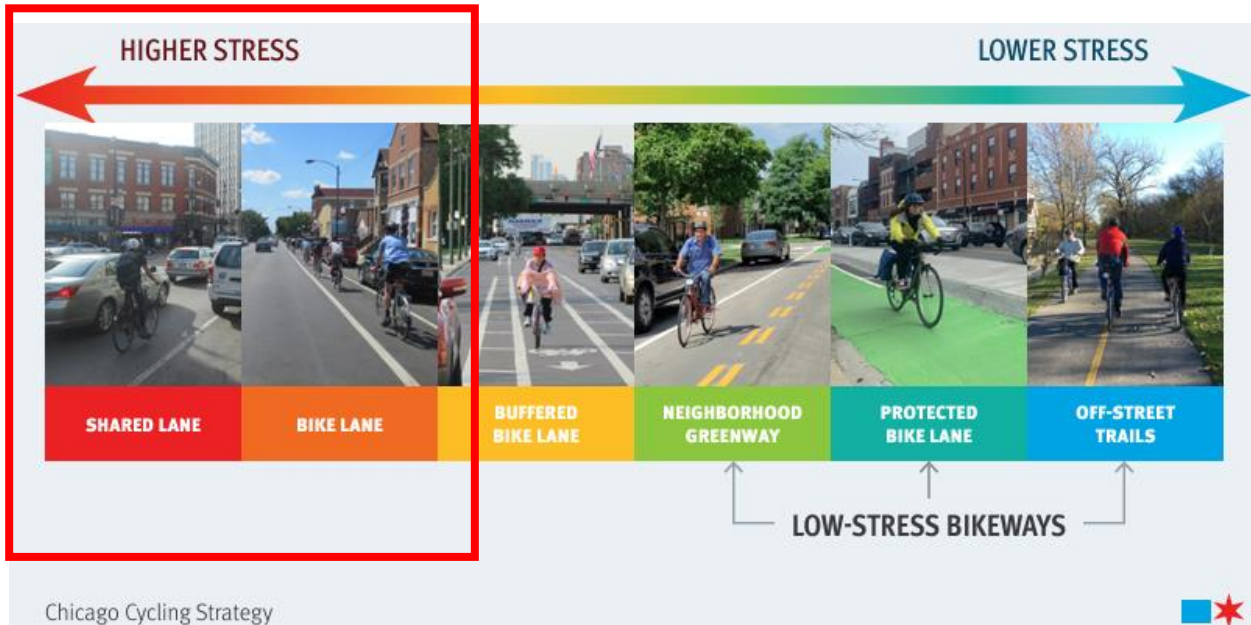 HIGHER STRESS
LOWER STRESS
SHARED LANE
BIKE LANE
BUFFERED
BIKE LANE
NEIGHBORHOOD
GREENWAY
PROTECTED
BIKE LANE
OFF-STREET
TRAILS
LOW-STRESS BIKEWAYS
Chicago Cycling Strategy